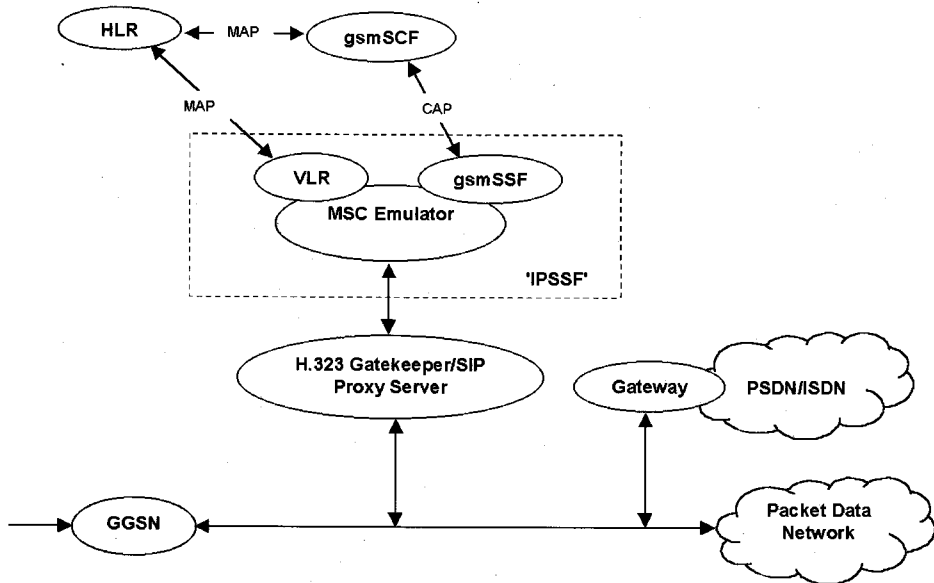 HLR
MAP
gsmSCF
MAP
CAP
VLR
gsmSSF
MSC Emulator
'IPSSF'
H.323 Gatekeeper/SIP
Proxy Server
Gateway
PSDN/ISDN
GGSN
Packet Data
Network